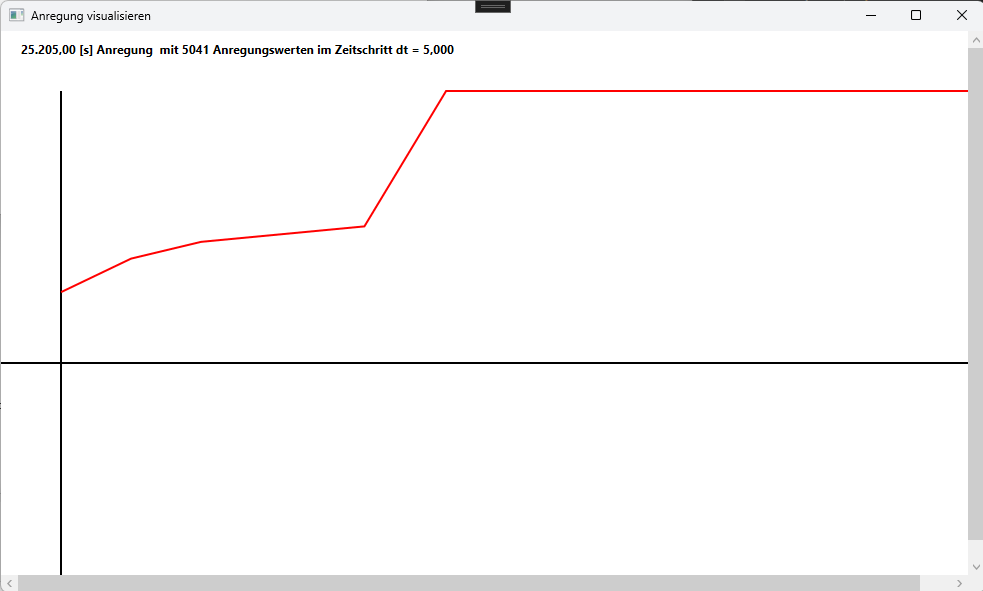 Anregung visualisieren
25.205,00 [s] Anregung  mit 5041 Anregungswerten im Zeitschritt dt = 5,000